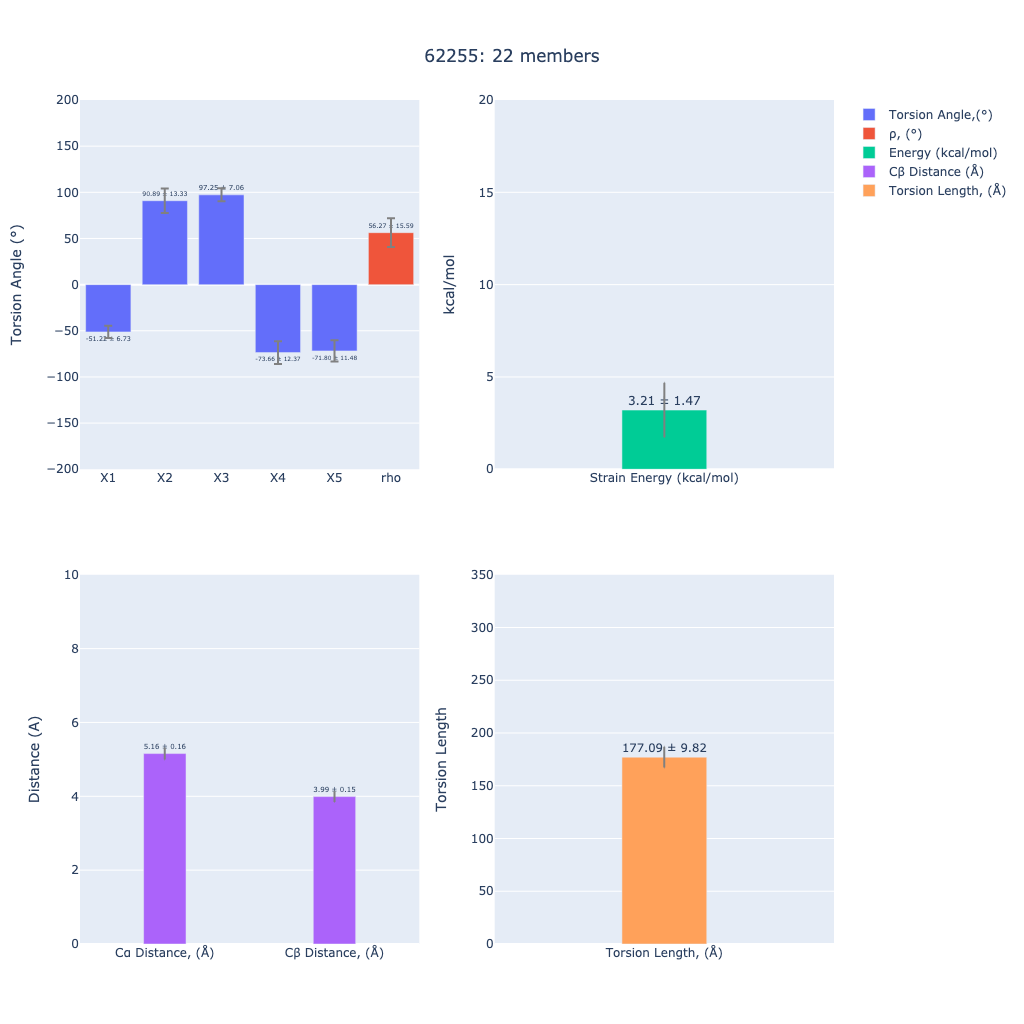 62255: 22 members
200
150
100
50
0
−50
−100
−150
−200
Torsion Angle (°)
-51.22 ± 6.73
90.89 ± 13.33
97.25 ± 7.06
-73.66 ± 12.37
-71.80 ± 11.48
56.27 ± 15.59
X1 X2 X3 X4 X5 rho
20
15
10
5
0
kcal/mol
3.21 ± 1.47
Strain Energy (kcal/mol)
Torsion Angle,(°)
ρ, (°)
Energy (kcal/mol)
Cβ Distance (Å)
Torsion Length, (Å)
10
8
6
4
2
0
Distance (A)
5.16 ± 0.16
3.99 ± 0.15
Cα Distance, (Å) Cβ Distance, (Å)
350
300
250
200
150
100
50
0
Torsion Length
177.09 ± 9.82
Torsion Length, (Å)